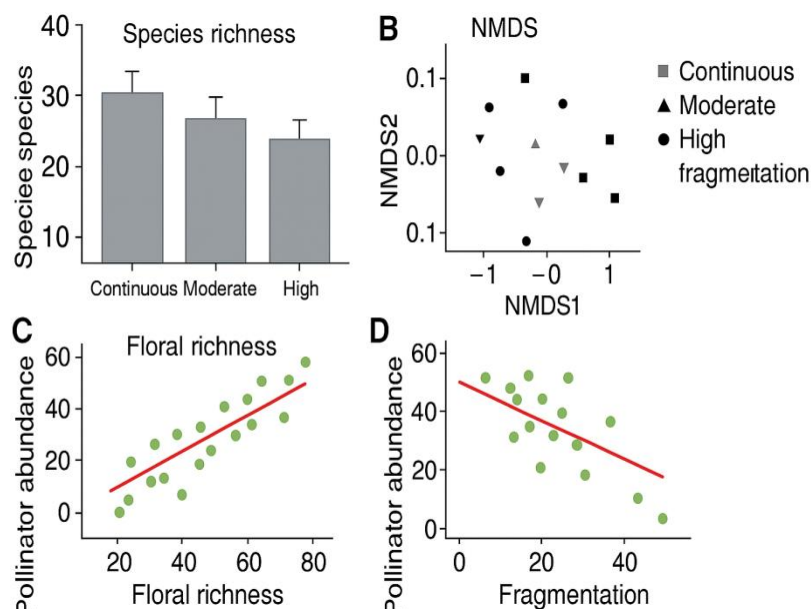 Species richness
40
30
20
10
Speciee species
Continuous Moderate High
B
NMDS
0.1
0.0
0.1
NMDS2
−1 −0 1
NMDS1
Continuous
Moderate
High
fragmentation
C
Floral richness
60
40
20
0
Pollinator abundance
20 40 60 80
Floral richness
D
60
40
20
0
Pollinator abundance
0 20 40
Fragmentation